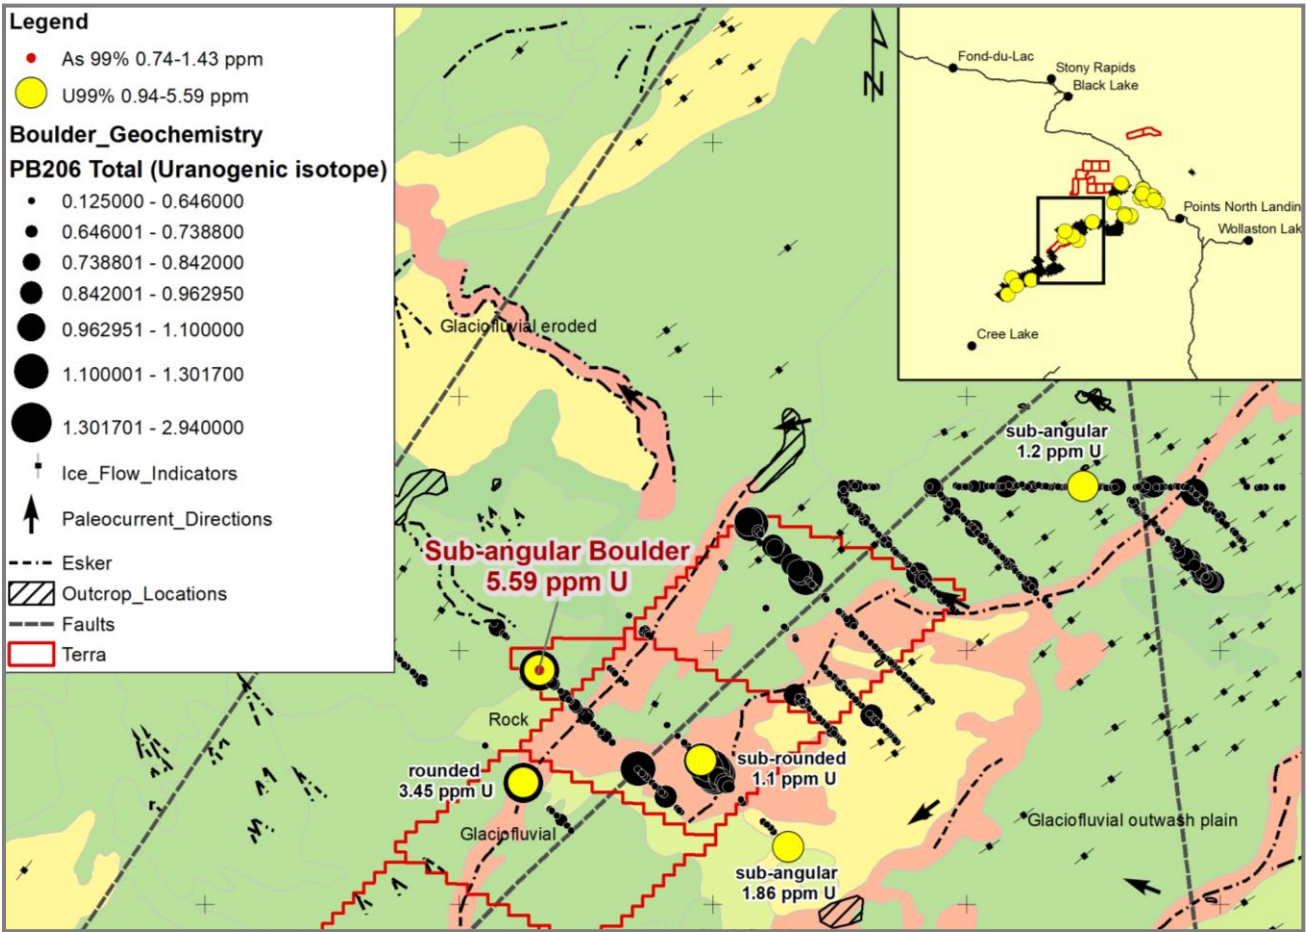 Legend
As 99% 0.74-1.43 ppm
U99% 0.94-5.59 ppm
Boulder_Geochemistry
PB206 Total (Uranogenic isotope)
0.125000 - 0.646000
0.646001 - 0.738800
0.738801 - 0.842000
0.842001 - 0.962950
0.962951 - 1.100000
1.100001 - 1.301700
1.301701 - 2.940000
Ice_Flow_Indicators
Paleocurrent_Directions
Esker
Outcrop_Locations
Faults
Terra
N
Fond-du-Lac
Stony Rapids
Black Lake
Points North Landin
Wollaston Lak
Cree Lake
Glaciofluvial eroded
sub-angular
1.2 ppm U
Sub-angular Boulder
5.59 ppm U
Rock
rounded
3.45 ppm U
sub-rounded
1.1 ppm U
Glaciofluvial
Glaciofluvial outwash plain
sub-angular
1.86 ppm U